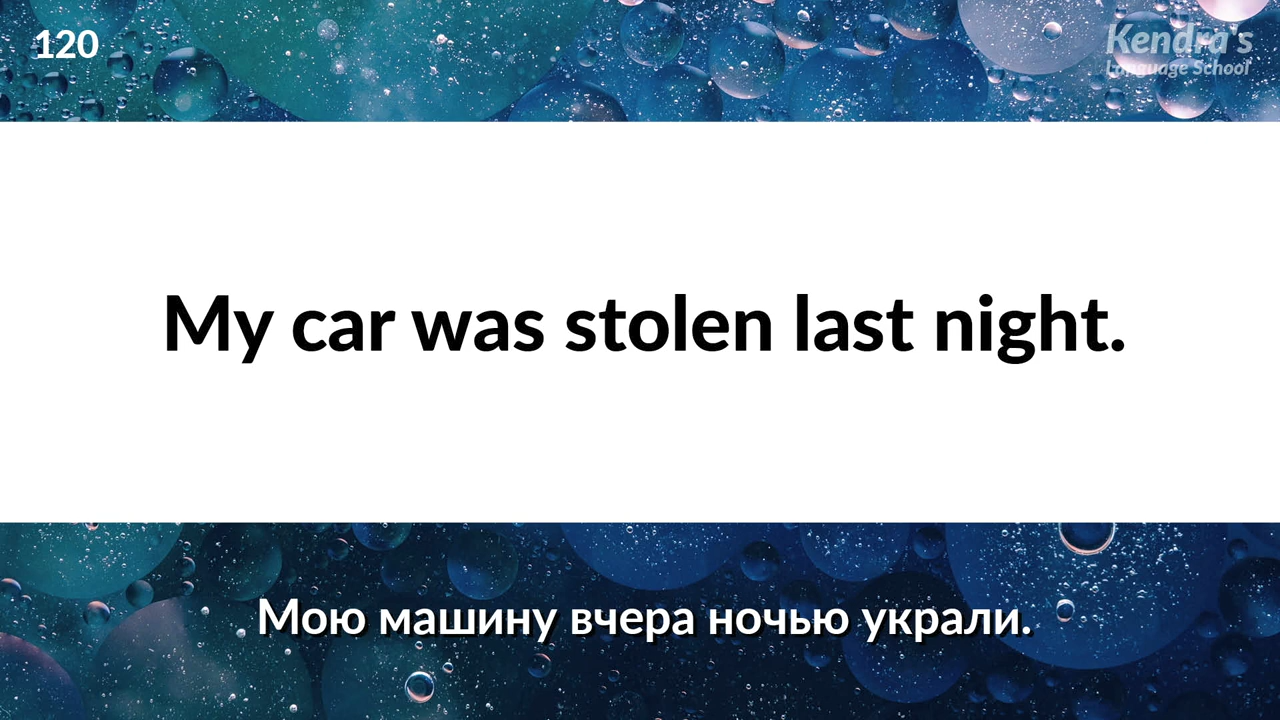 120
Kendra's
Language School
My car was stolen last night.
Мою машину вчера ночью украли.